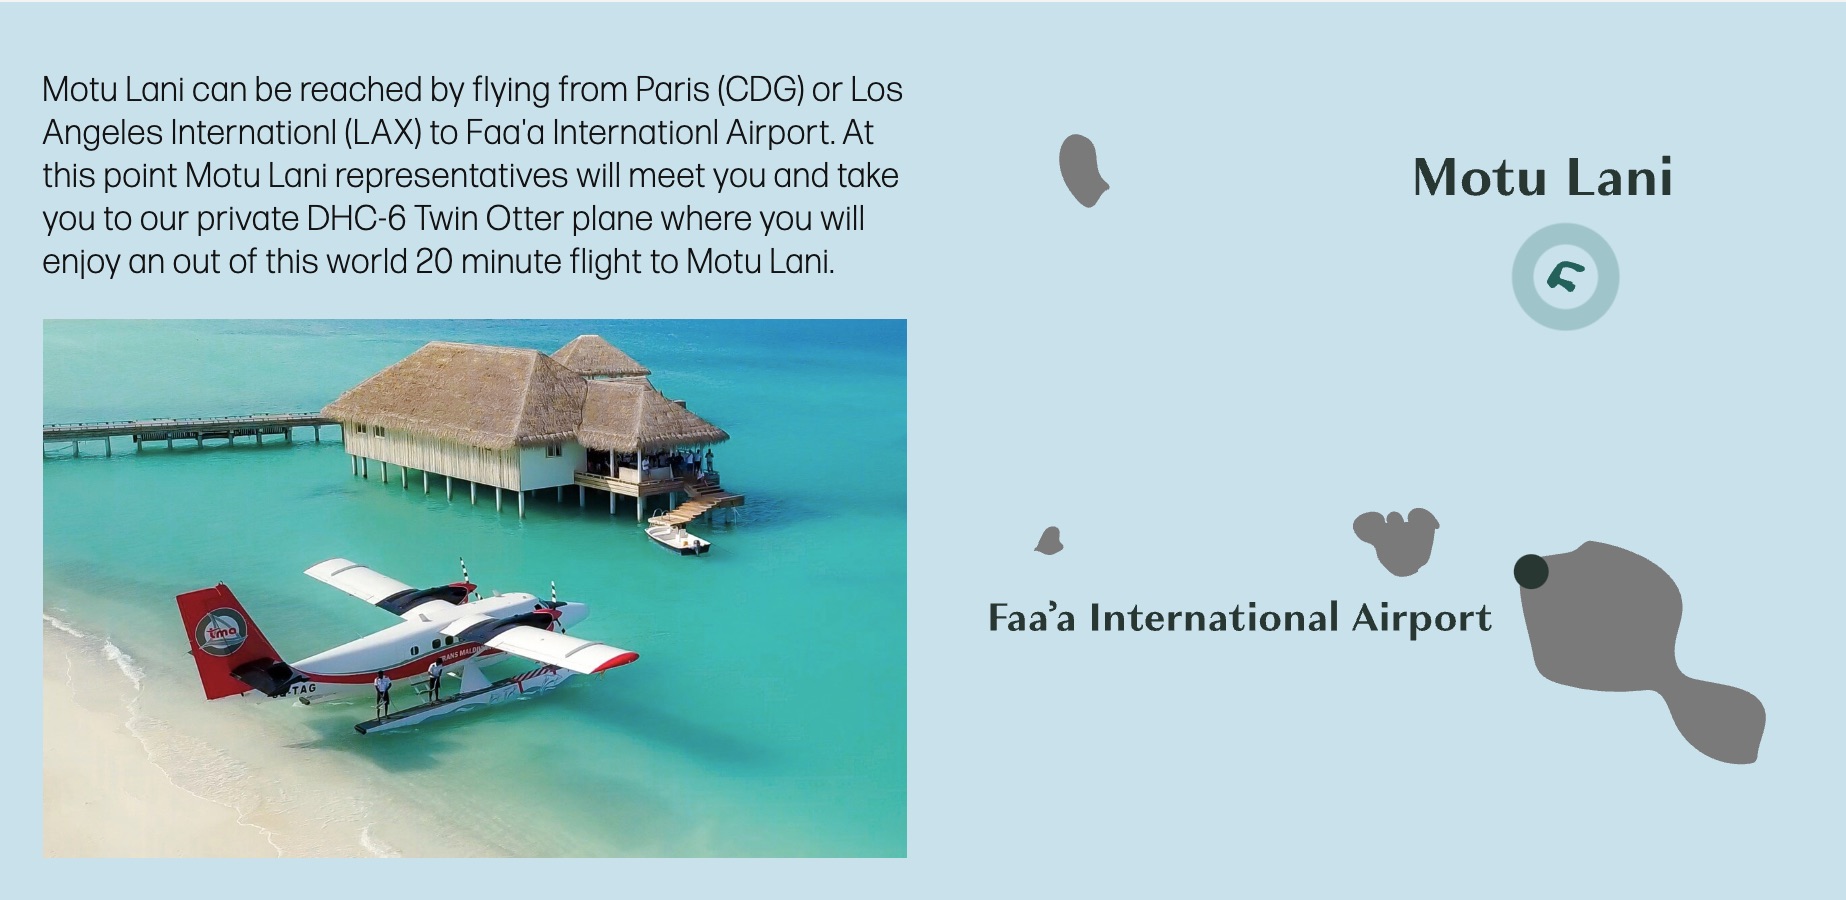 Motu Lani can be reached by flying from Paris (CDG) or Los
Angeles Internationl (LAX) to Faa'a Internationl Airport. At
this point Motu Lani representatives will meet you and take
you to our private DHC-6 Twin Otter plane where you will
enjoy an out of this world 20 minute flight to Motu Lani.
tma
TRANS MALDIV
-TAG
Motu Lani
Faa’a International Airport